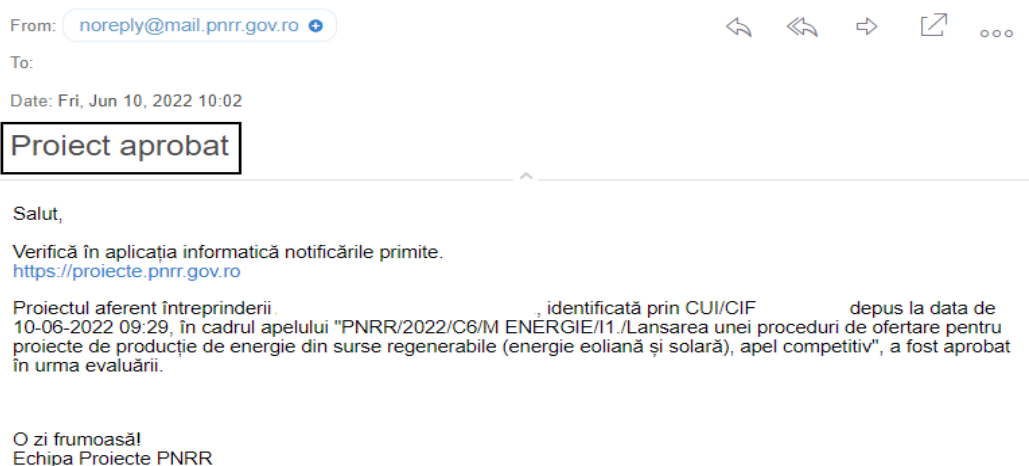 From: noreply@mail.pnrr.gov.ro
To:
Date: Fri, Jun 10, 2022 10:02
Proiect aprobat
Salut,
Verifică în aplicația informatică notificările primite.
https://proiecte.pnrr.gov.ro
Proiectul aferent întreprinderii , identificată prin CUI/CIF depus la data de
10-06-2022 09:29, în cadrul apelului "PNRR/2022/C6/M ENERGIE/I1./Lansarea unei proceduri de ofertare pentru
proiecte de producție de energie din surse regenerabile (energie eoliană și solară), apel competitiv", a fost aprobat
în urma evaluării.
O zi frumoasă!
Echipa Proiecte PNRR